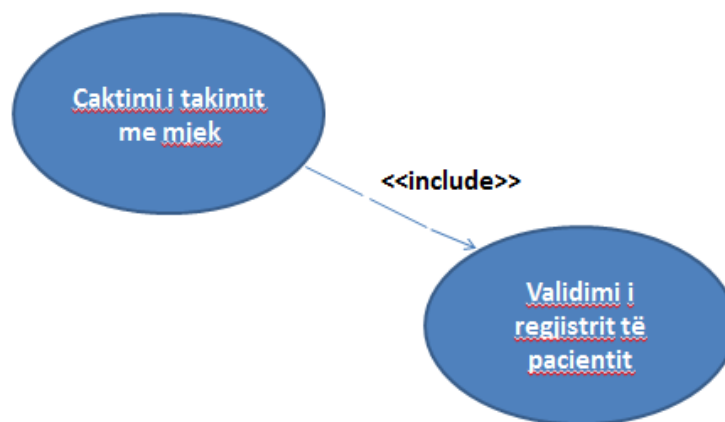 Caktimi i takimit
me mjek
<<include>>
Validimi i
regjistrit të
pacientit